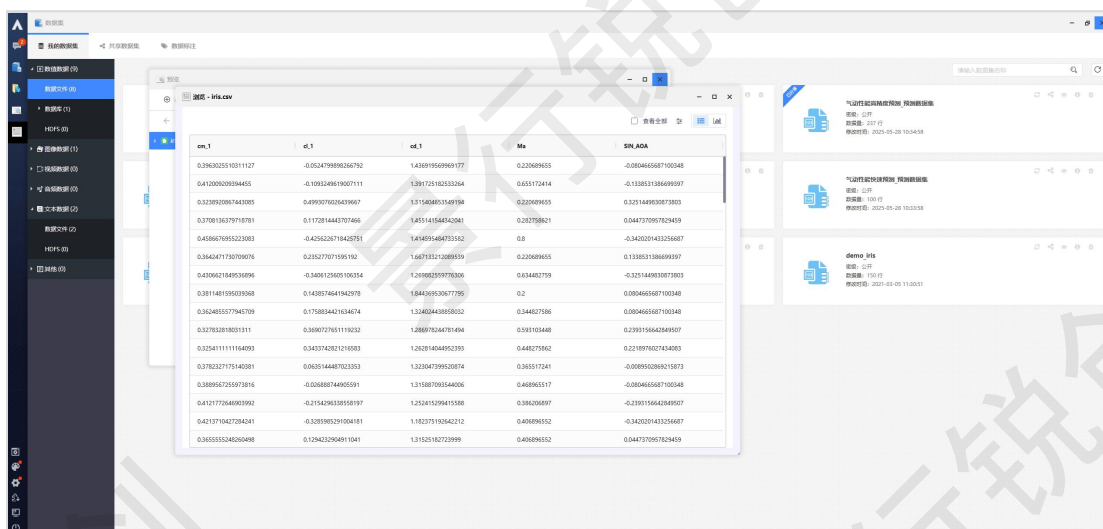 数据集
我的数据集 共享数据集 数据标注
数值数据 (9)
数据文件 (8)
数据库 (1)
HDFS (0)
图像数据 (1)
视频数据 (0)
音频数据 (0)
文本数据 (2)
数据文件 (2)
HDFS (0)
其他 (0)
请输入数据集名称
预览
浏览 - iris.csv
查看全部
cm_1 cl_1 cd_1 Ma SIN_AOA
0.3963025510311127 -0.0524799898266792 1.436919569969177 0.220689655 -0.0804665687100348
0.412009209394455 -0.1093249619007111 1.391725182533264 0.655172414 -0.1338531386699397
0.3238920867443085 0.4993076026439667 1.315404653549194 0.220689655 0.3251449830873803
0.3708136379718781 0.1172814443707466 1.455141544342041 0.282758621 0.0447370957829459
0.4586676955223083 -0.4256226718425751 1.414595484733582 0.8 -0.3420201433256687
0.3642471730709076 0.235277071595192 1.667133212089539 0.220689655 0.1338531386699397
0.4306621849536896 -0.3406125605106354 1.269882559776306 0.634482759 -0.3251449830873803
0.3811481595039368 0.1438574641942978 1.844369530677795 0.2 0.0804665687100348
0.3624855577945709 0.1758834421634674 1.324024438858032 0.344827586 0.0804665687100348
0.327832818031311 0.3690727651119232 1.286978244781494 0.593103448 0.2393156642849507
0.3254111111164093 0.3433742821216583 1.262814044952393 0.448275862 0.2218976027434083
0.3782327175140381 0.0635144487023353 1.323047399520874 0.365517241 -0.0089502869215873
0.3889567255973816 -0.026888744905591 1.315887093544006 0.468965517 -0.0804665687100348
0.4121772646903992 -0.2154296338558197 1.252415299415588 0.386206897 -0.2393156642849507
0.4213710427284241 -0.3285985291004181 1.182375192642212 0.406896552 -0.3420201433256687
0.3655555248260498 0.1294232904911041 1.31525182723999 0.406896552 0.0447370957829459
气动性能高精度预测_预测数据集
密级：公开
数据量：237 行
修改时间：2025-05-28 10:34:58
气动性能快速预测_预测数据集
密级：公开
数据量：100 行
修改时间：2025-05-28 10:33:58
demo_iris
密级：公开
数据量：150 行
修改时间：2021-03-05 11:30:51
景行锐创